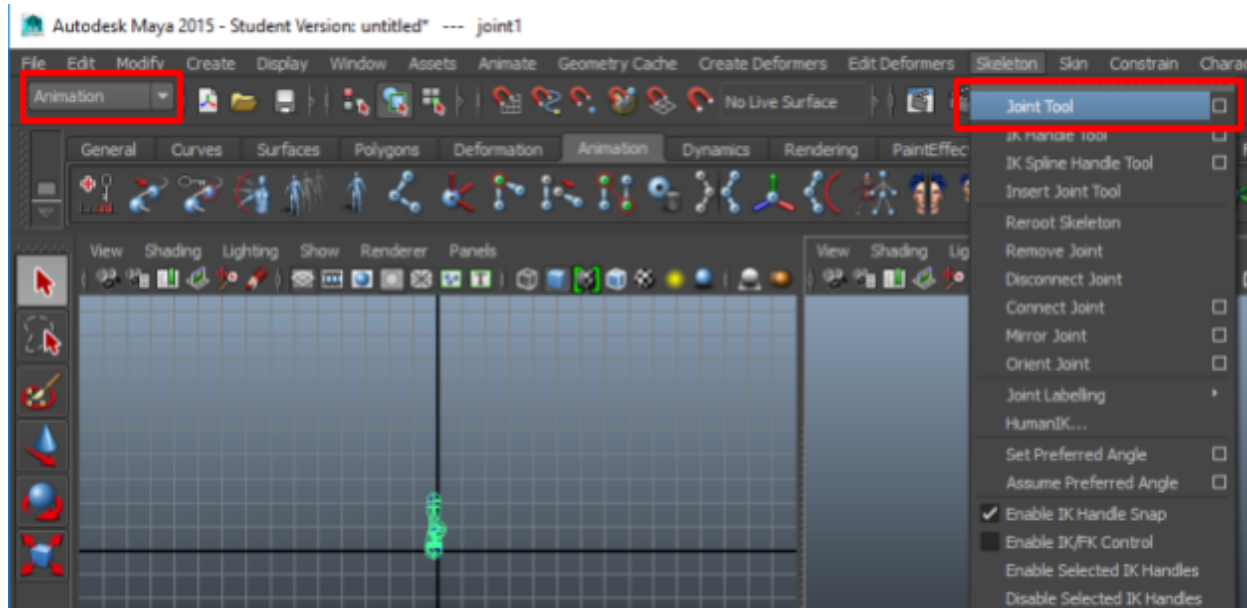 Autodesk Maya 2015 - Student Version: untitled* --- joint1
File Edit Modify Create Display Window Assets Animate Geometry Cache Create Deformers Edit Deformers Skeleton Skin Constrain Charac
Animation No Live Surface
General Curves Surfaces Polygons Deformation Animation Dynamics Rendering PaintEffec
View Shading Lighting Show Renderer Panels
View Shading Lig
Joint Tool
IK Handle Tool
IK Spline Handle Tool
Insert Joint Tool
Reroot Skeleton
Remove Joint
Disconnect Joint
Connect Joint
Mirror Joint
Orient Joint
Joint Labelling
HumanIK...
Set Preferred Angle
Assume Preferred Angle
Enable IK Handle Snap
Enable IK/FK Control
Enable Selected IK Handles
Disable Selected IK Handles